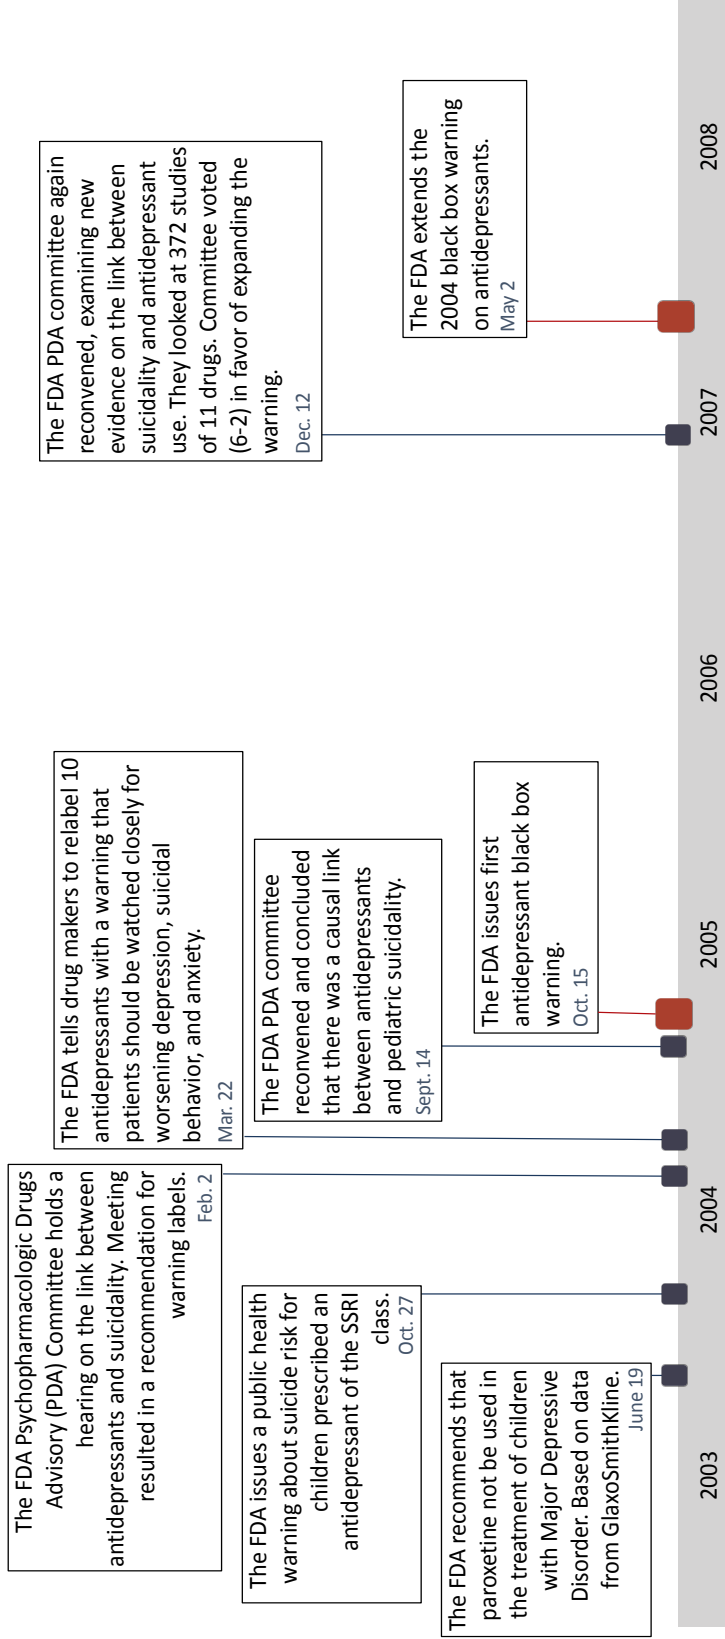 The FDA Psychopharmacologic Drugs
Advisory (PDA) Committee holds a
hearing on the link between
antidepressants and suicidality. Meeting
resulted in a recommendation for
warning labels.
Feb. 2
The FDA issues a public health
warning about suicide risk for
children prescribed an
antidepressant of the SSRI
class.
Oct. 27
The FDA recommends that
paroxetine not be used in
the treatment of children
with Major Depressive
Disorder. Based on data
from GlaxoSmithKline.
June 19
The FDA tells drug makers to relabel 10
antidepressants with a warning that
patients should be watched closely for
worsening depression, suicidal
behavior, and anxiety.
Mar. 22
The FDA PDA committee
reconvened and concluded
that there was a causal link
between antidepressants
and pediatric suicidality.
Sept. 14
The FDA issues first
antidepressant black box
warning.
Oct. 15
The FDA PDA committee again
reconvened, examining new
evidence on the link between
suicidality and antidepressant
use. They looked at 372 studies
of 11 drugs. Committee voted
(6-2) in favor of expanding the
warning.
Dec. 12
The FDA extends the
2004 black box warning
on antidepressants.
May 2
2003 2004 2005 2006 2007 2008